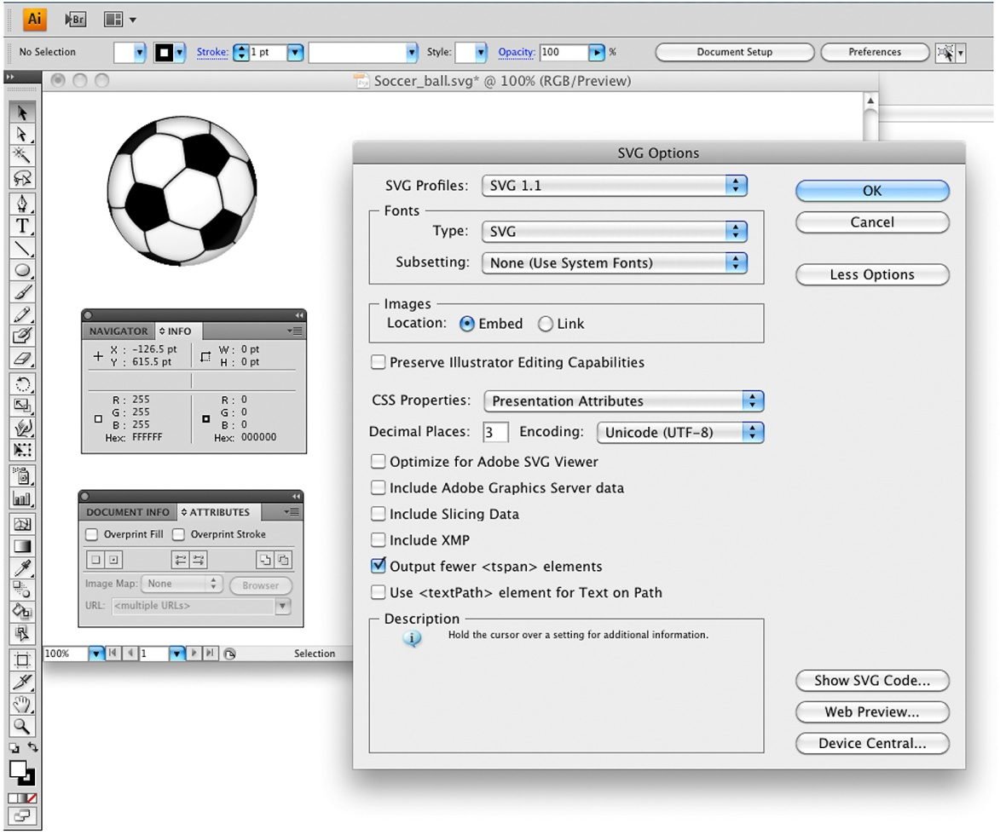 Ai Br
No Selection Stroke: 1 pt Style: Opacity: 100 % Document Setup Preferences
Soccer_ball.svg* @ 100% (RGB/Preview)
T
NAVIGATOR INFO
X : -126.5 pt W : 0 pt
Y : 615.5 pt H : 0 pt
R : 255 R : 0
G : 255 G : 0
B : 255 B : 0
Hex: FFFFFF Hex: 000000
DOCUMENT INFO ATTRIBUTES
Overprint Fill Overprint Stroke
Image Map: None Browser
URL: <multiple URLs>
100% 1 Selection
SVG Options
SVG Profiles: SVG 1.1 OK
Fonts
Type: SVG Cancel
Subsetting: None (Use System Fonts)
Less Options
Images
Location: Embed Link
Preserve Illustrator Editing Capabilities
CSS Properties: Presentation Attributes
Decimal Places: 3 Encoding: Unicode (UTF-8)
Optimize for Adobe SVG Viewer
Include Adobe Graphics Server data
Include Slicing Data
Include XMP
Output fewer <tspan> elements
Use <textPath> element for Text on Path
Description
i Hold the cursor over a setting for additional information.
Show SVG Code...
Web Preview...
Device Central...